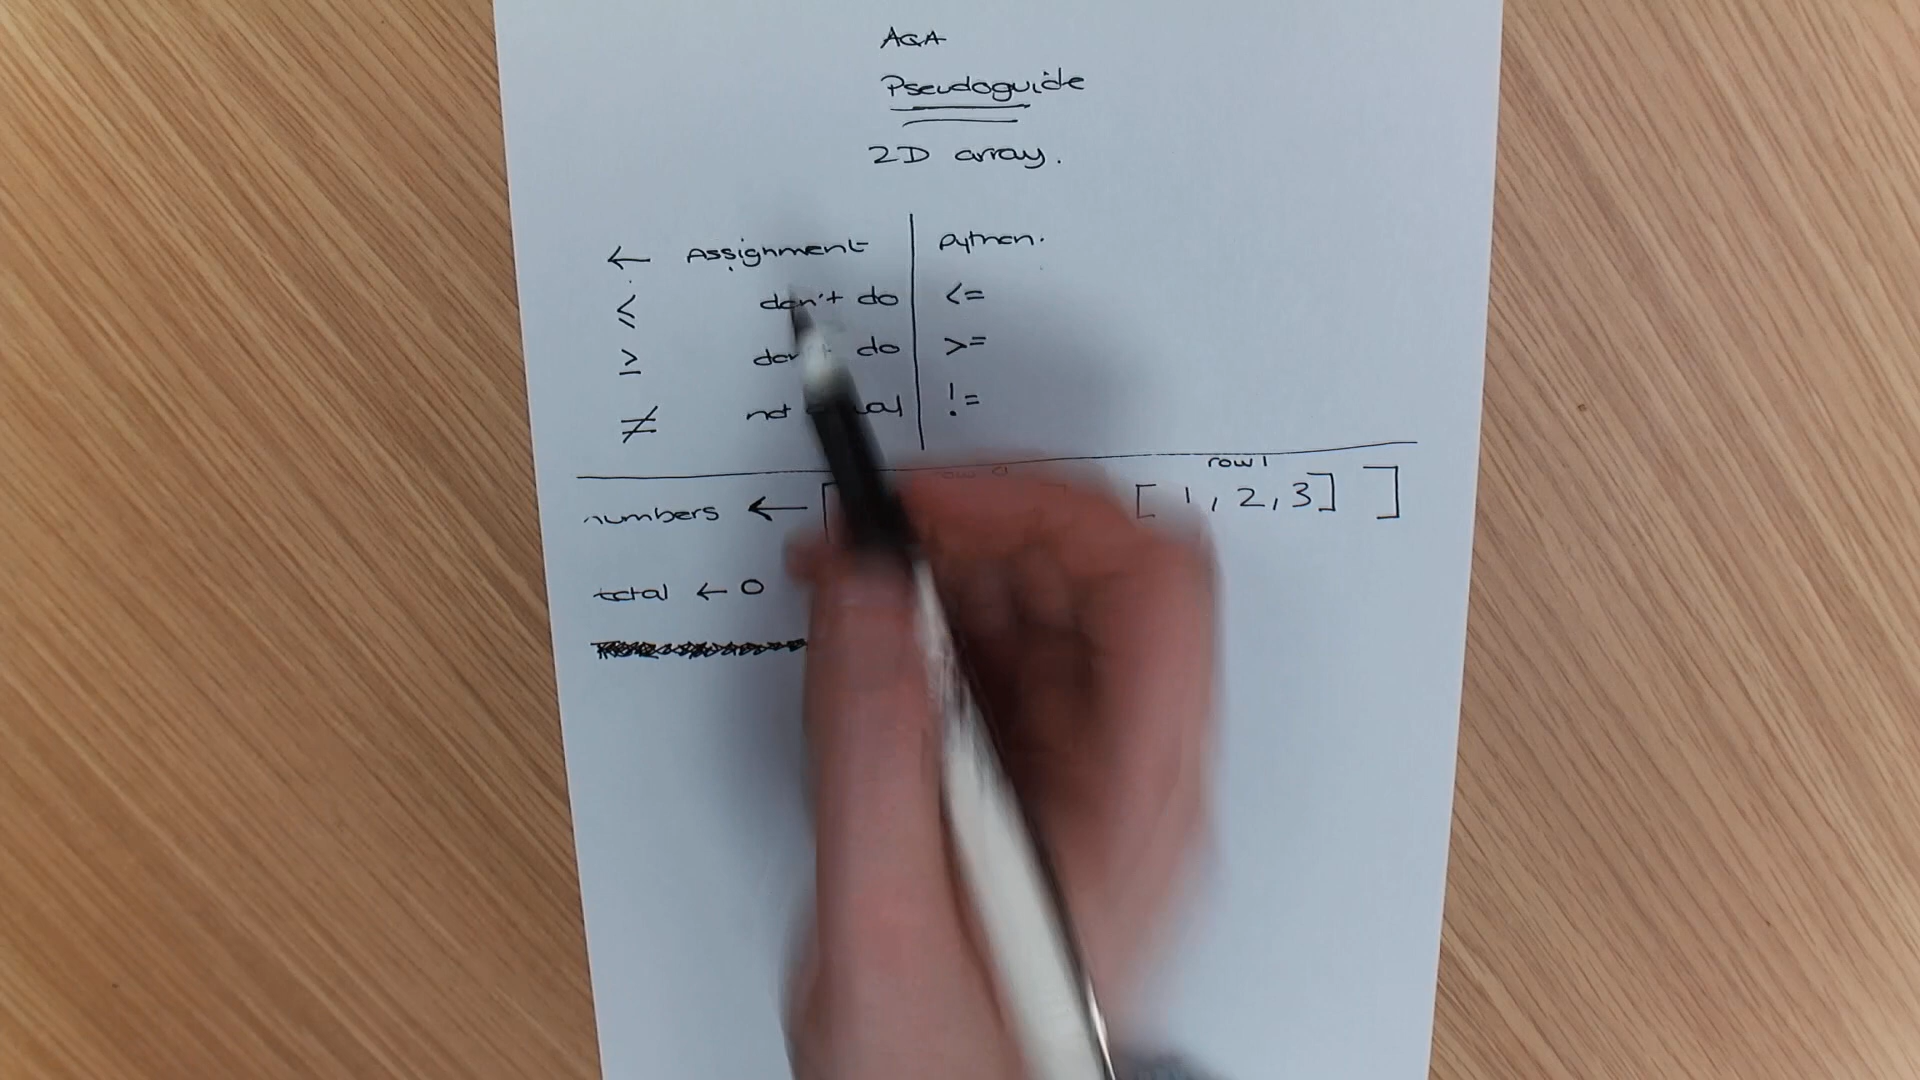 AQA
Pseudoguide
2D array.
← Assignment
python.
≤ don't do <=
≥ do >=
≠ not !=
row 1
numbers ← [ [ 1, 2, 3 ] ]
total ← 0